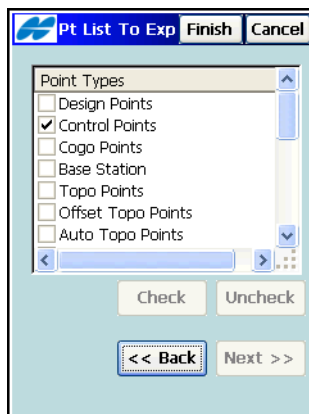 Pt List To Exp Finish Cancel
Point Types
Design Points
Control Points
Cogo Points
Base Station
Topo Points
Offset Topo Points
Auto Topo Points
Check Uncheck
<< Back Next >>